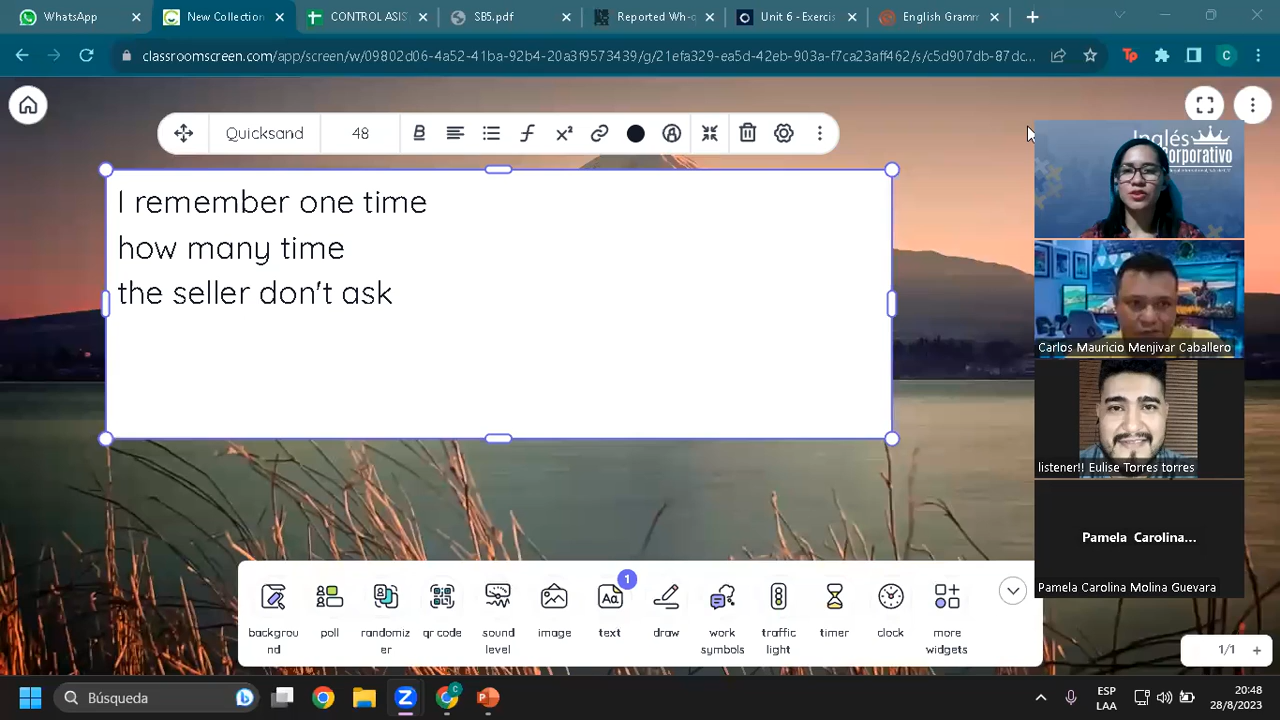 WhatsApp
New Collection
CONTROL ASIS
SB5.pdf
Reported Wh-q
Unit 6 - Exercis
English Gramm
classroomscreen.com/app/screen/w/09802d06-4a52-41ba-92b4-20a3f9573439/g/21efa329-ea5d-42eb-903a-f7ca23aff462/s/c5d907db-87dc...
Quicksand
48
I remember one time
how many time
the seller don't ask
Inglés
Corporativo
Carlos Mauricio Menjivar Caballero
listener!! Eulise Torres torres
Pamela Carolina...
Pamela Carolina Molina Guevara
1
backgrou
nd
poll
randomiz
er
qr code
sound
level
image
text
draw
work
symbols
traffic
light
timer
clock
more
widgets
1/1
Búsqueda
ESP
LAA
20:48
28/8/2023